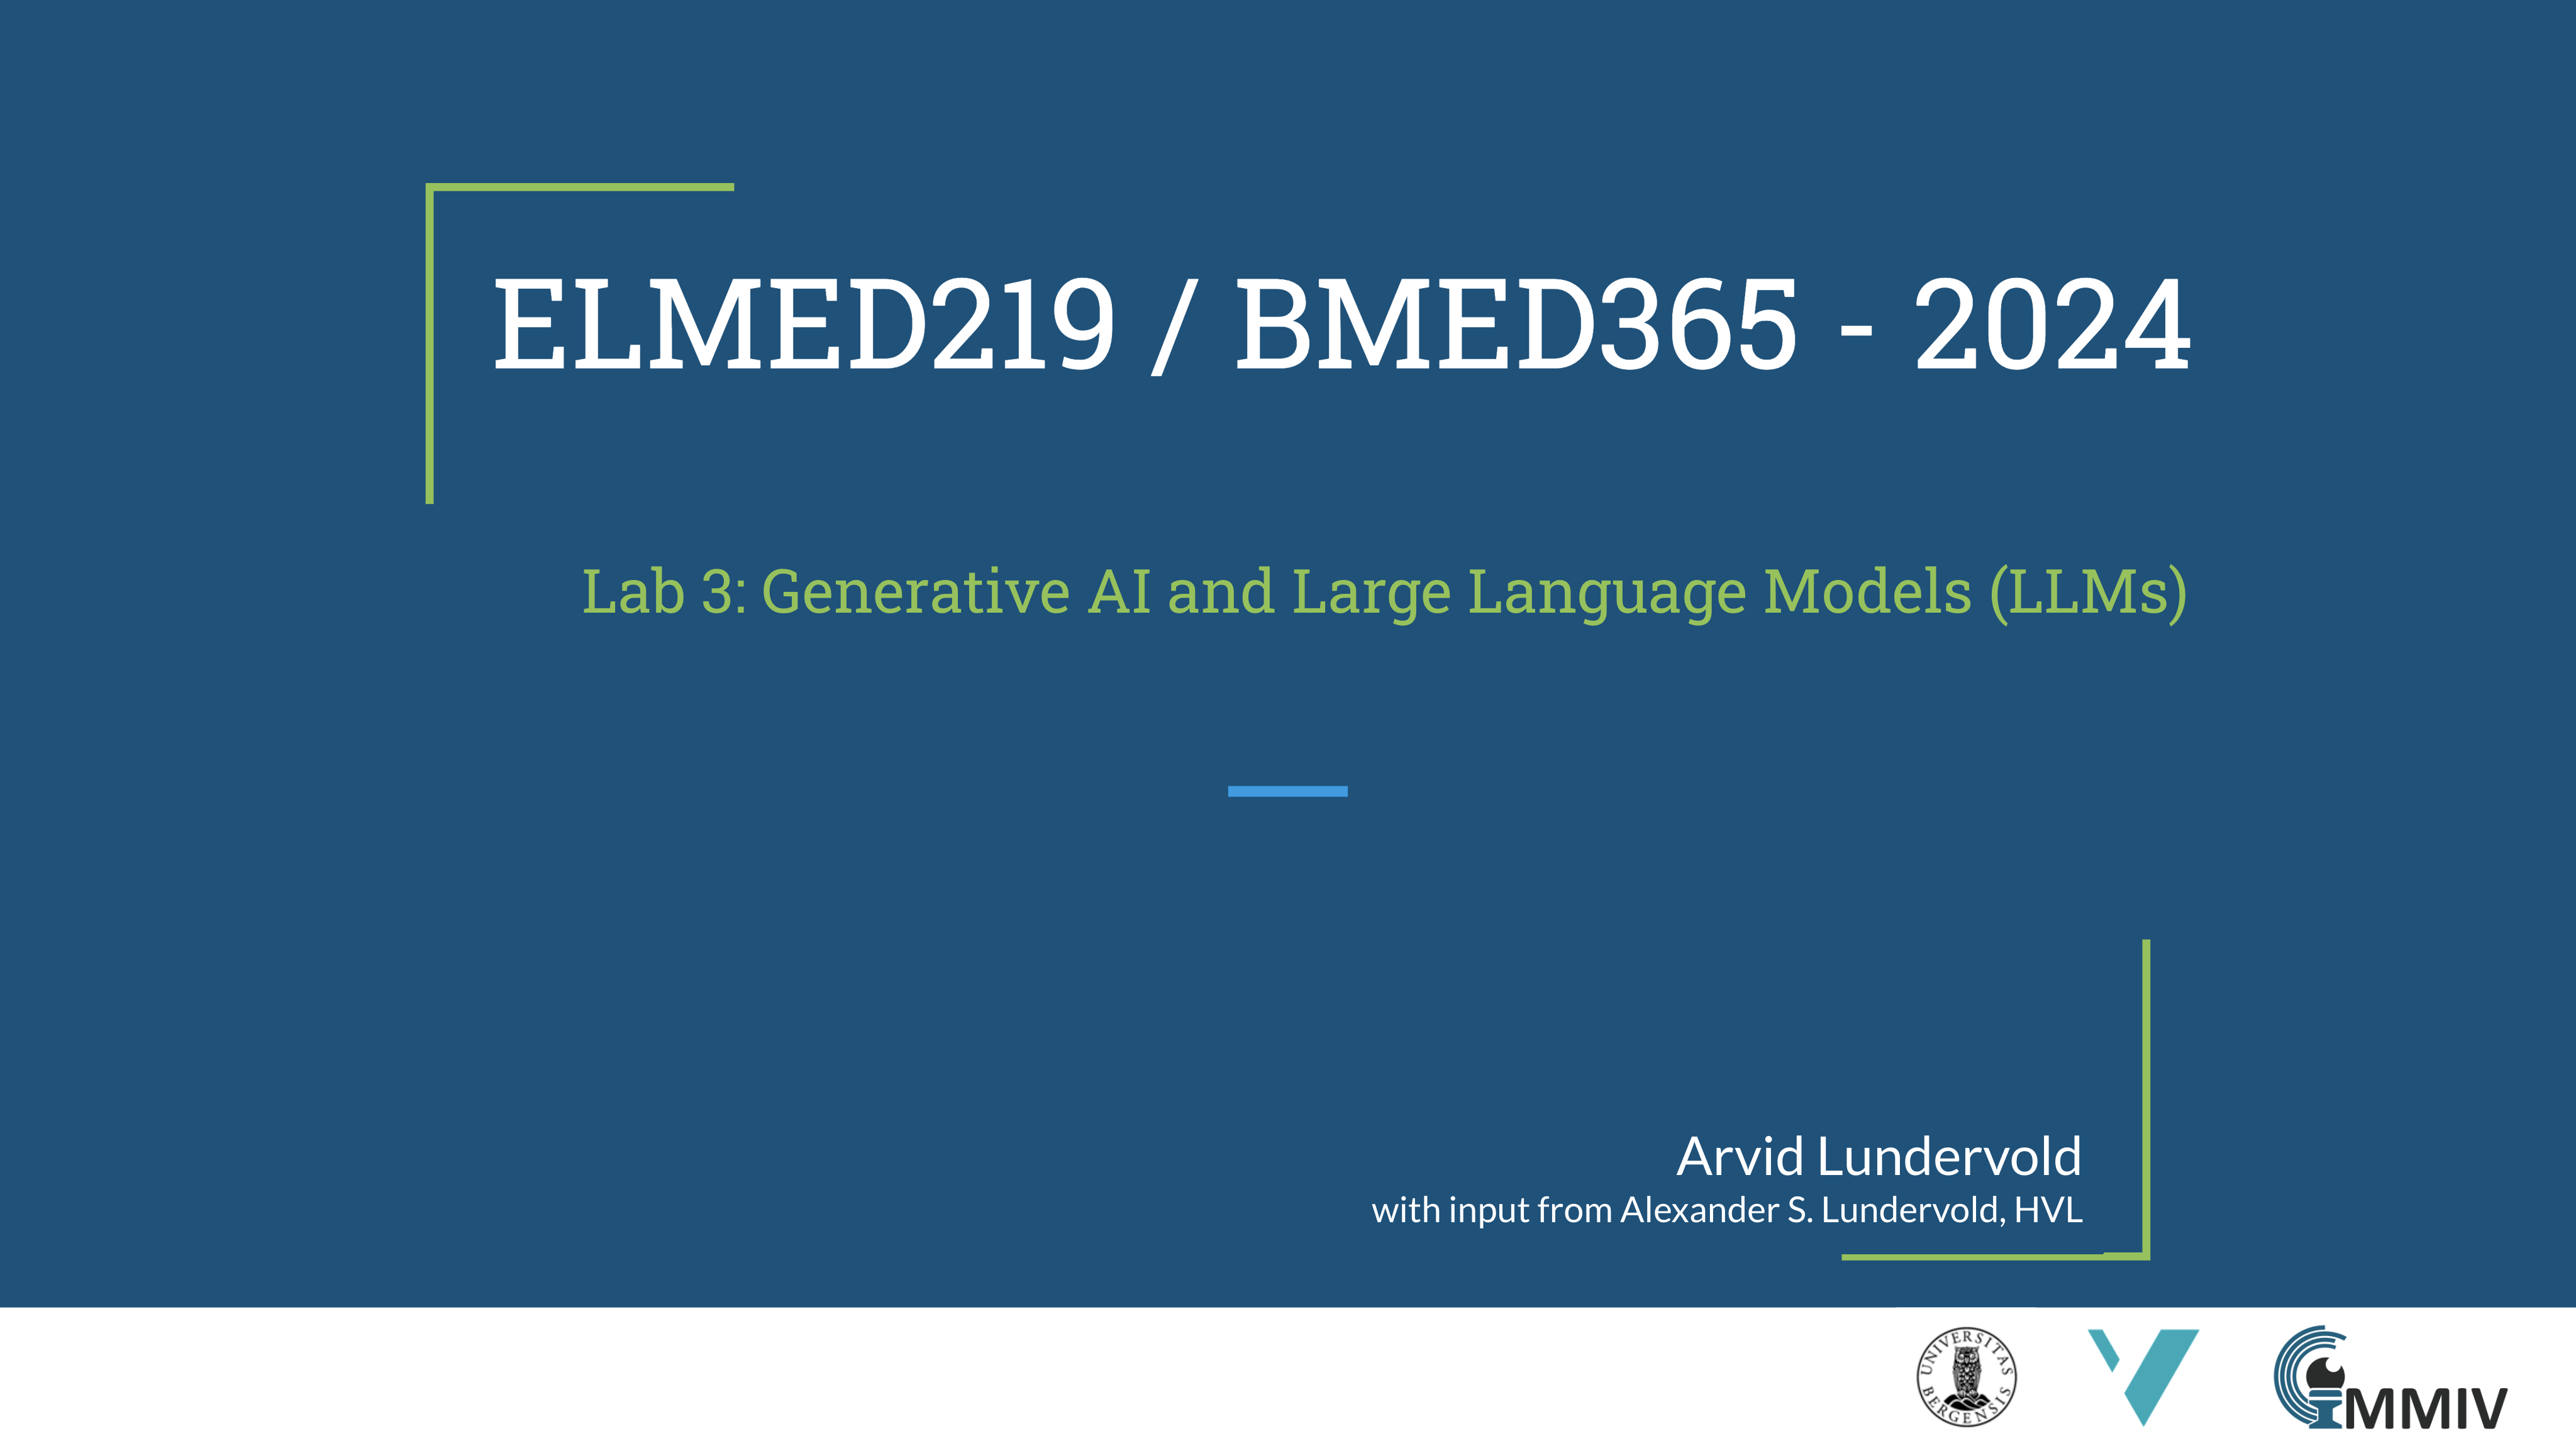 ELMED219 / BMED365 - 2024
Lab 3: Generative AI and Large Language Models (LLMs)
Arvid Lundervold
with input from Alexander S. Lundervold, HVL
UNIVERSITAS BERGENSIS
MMIV